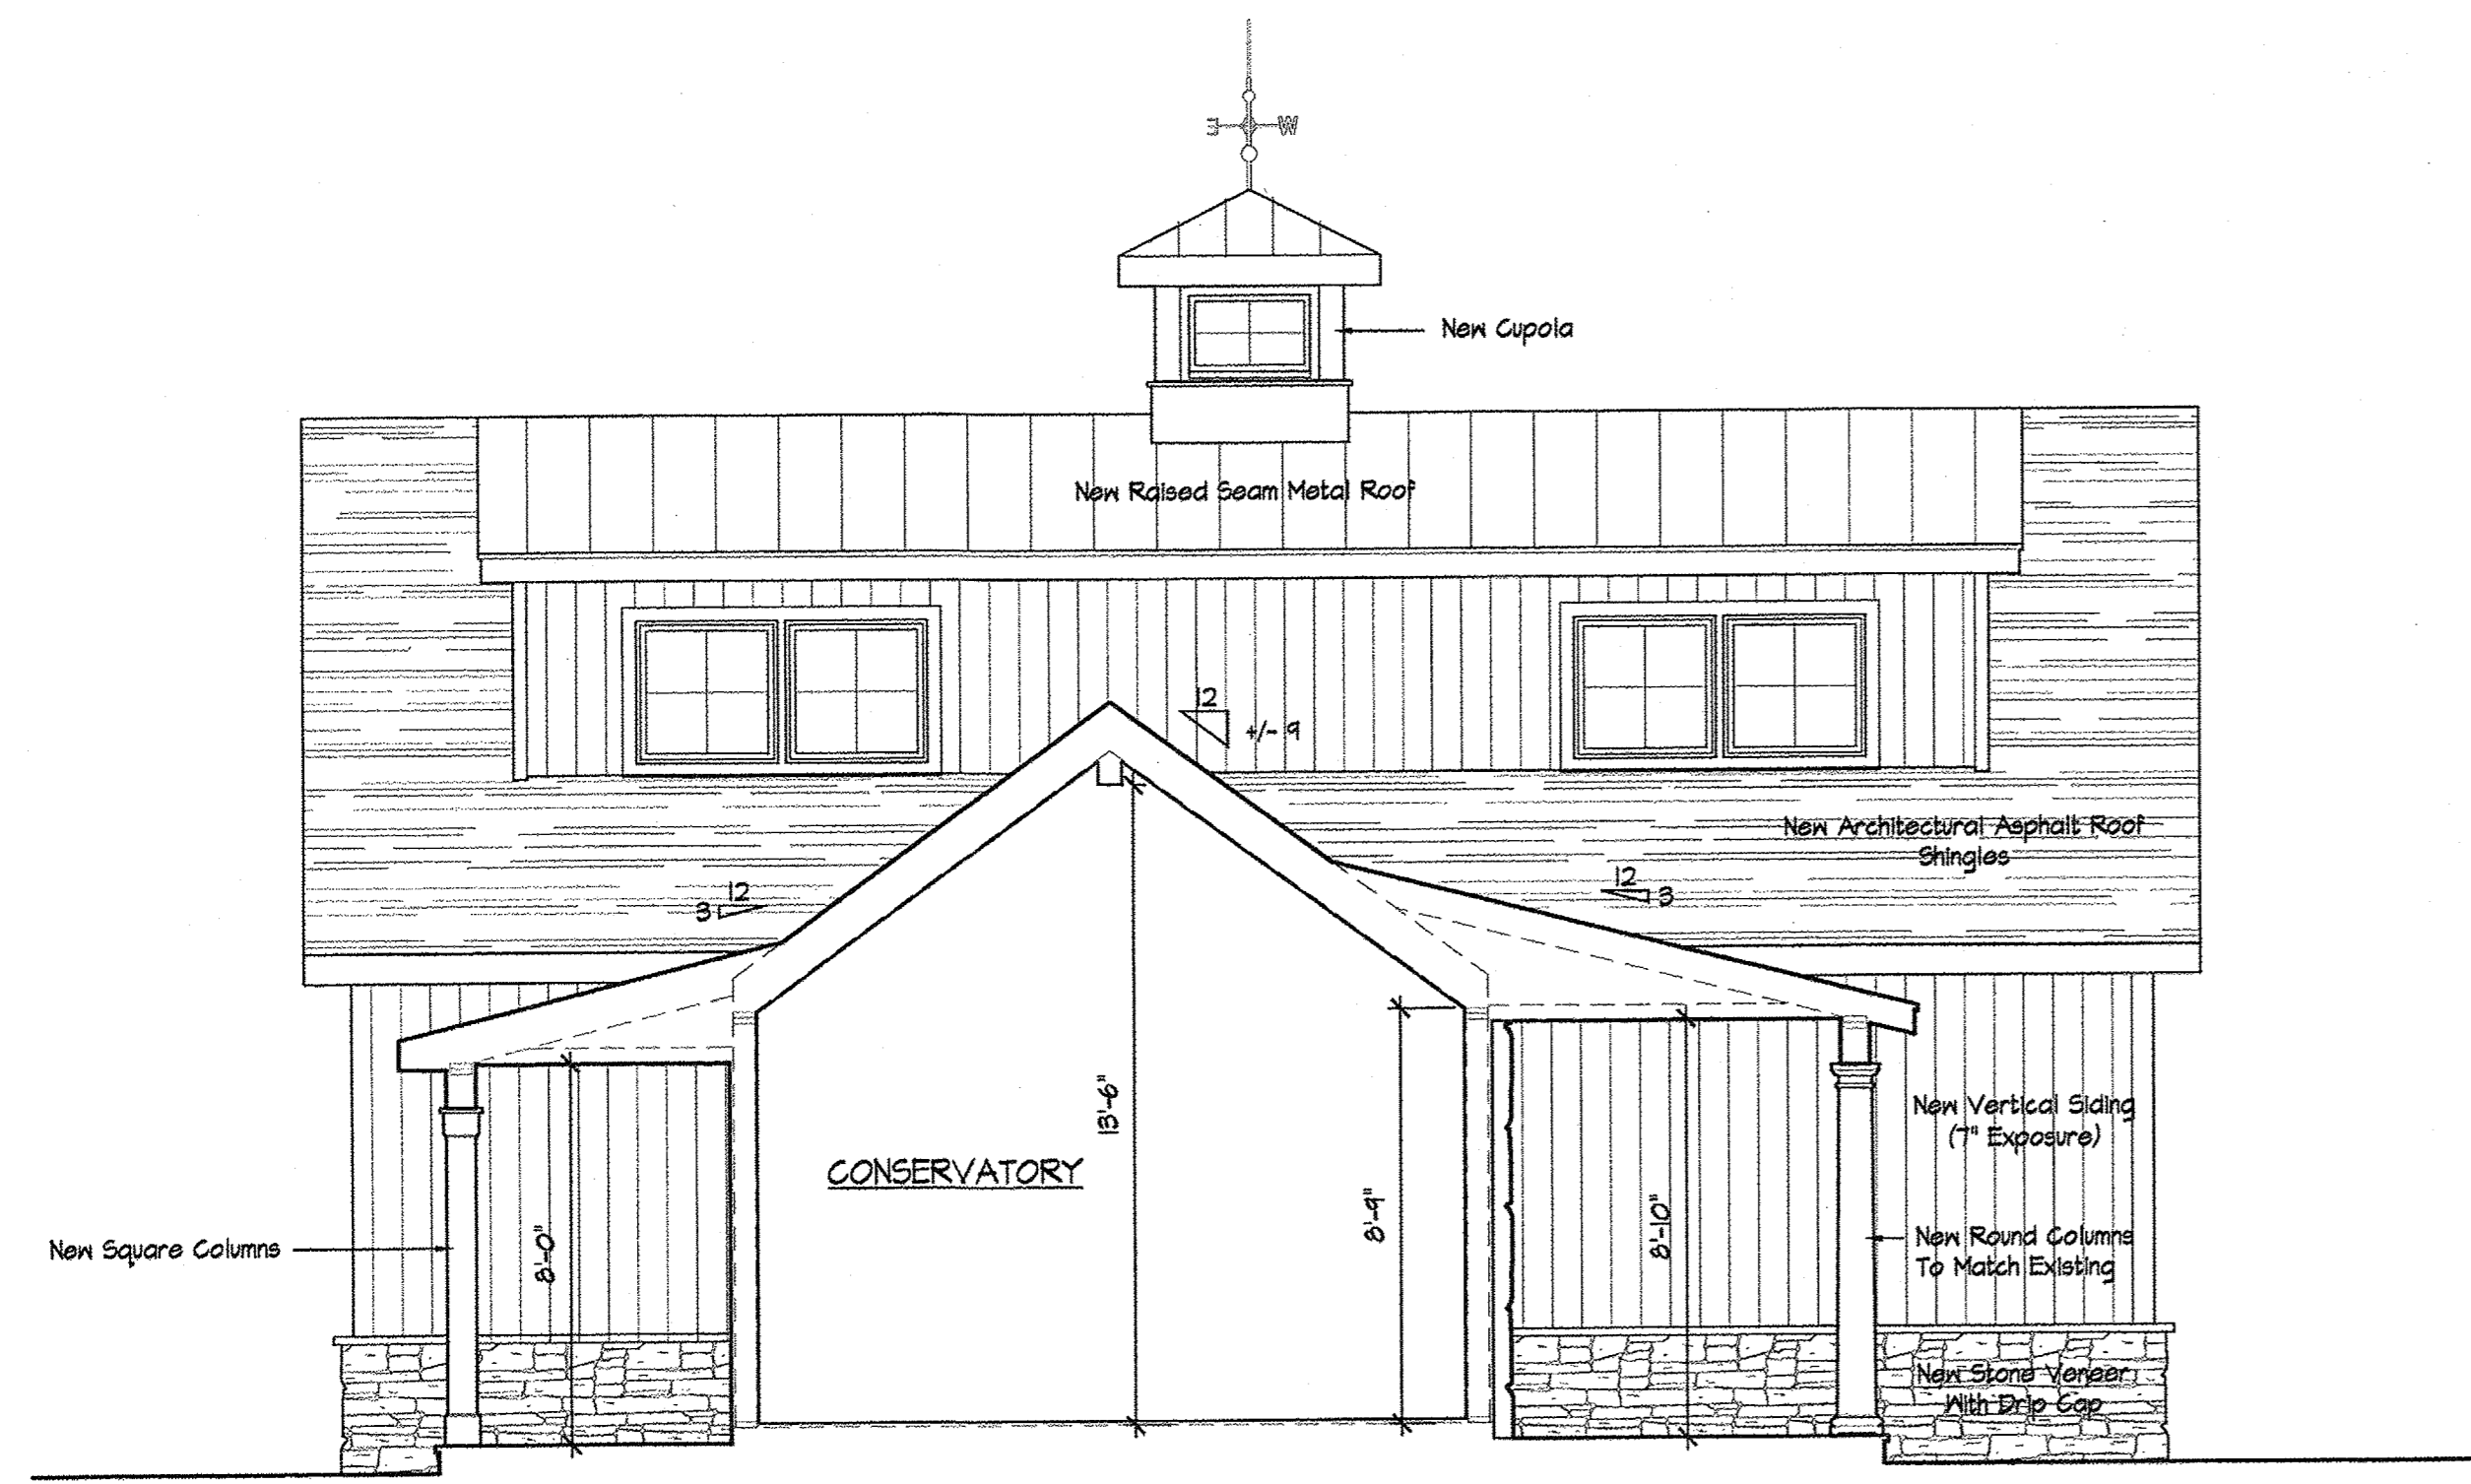 E W
New Cupola
New Raised Seam Metal Roof
12
+/- 9
New Architectural Asphalt Roof
Shingles
12
3
12
3
13'-6"
New Vertical Siding
(7" Exposure)
CONSERVATORY
8'-9"
8'-10"
8'-0"
New Square Columns
New Round Columns
To Match Existing
New Stone Veneer
With Drip Cap